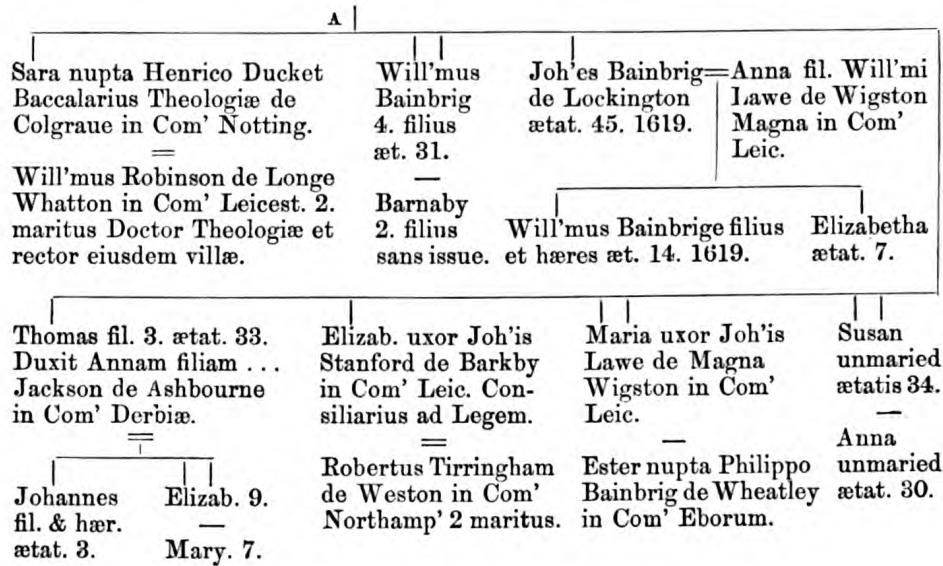 A
Sara nupta Henrico Ducket
Baccalarius Theologiæ de
Colgraue in Com' Notting.
=
Will'mus Robinson de Longe
Whatton in Com' Leicest. 2.
maritus Doctor Theologiæ et
rector eiusdem villæ.
Will'mus
Bainbrig
4. filius
æt. 31.
—
Barnaby
2. filius
sans issue.
Joh'es Bainbrig=Anna fil. Will'mi
de Lockington Lawe de Wigston
ætat. 45. 1619. Magna in Com'
Leic.
Will'mus Bainbrige filius
et hæres æt. 14. 1619.
Elizabetha
ætat. 7.
Thomas fil. 3. ætat. 33.
Duxit Annam filiam ...
Jackson de Ashbourne
in Com' Derbiæ.
=
Johannes
fil. & hær.
ætat. 3.
Elizab. 9.
—
Mary. 7.
Elizab. uxor Joh'is
Stanford de Barkby
in Com' Leic. Con-
siliarius ad Legem.
=
Robertus Tirringham
de Weston in Com'
Northamp' 2 maritus.
Maria uxor Joh'is
Lawe de Magna
Wigston in Com'
Leic.
—
Ester nupta Philippo
Bainbrig de Wheatley
in Com' Eborum.
Susan
unmaried
ætatis 34.
—
Anna
unmaried
ætat. 30.